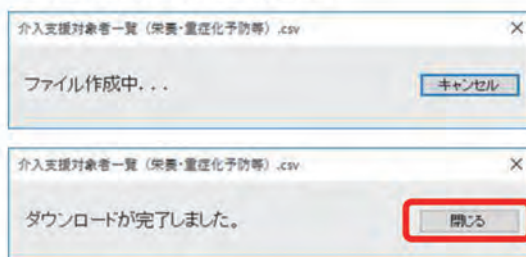 介入支援対象者一覧（栄養・重症化予防等）.csv
ファイル作成中．．．
キャンセル
介入支援対象者一覧（栄養・重症化予防等）.csv
ダウンロードが完了しました。
閉じる